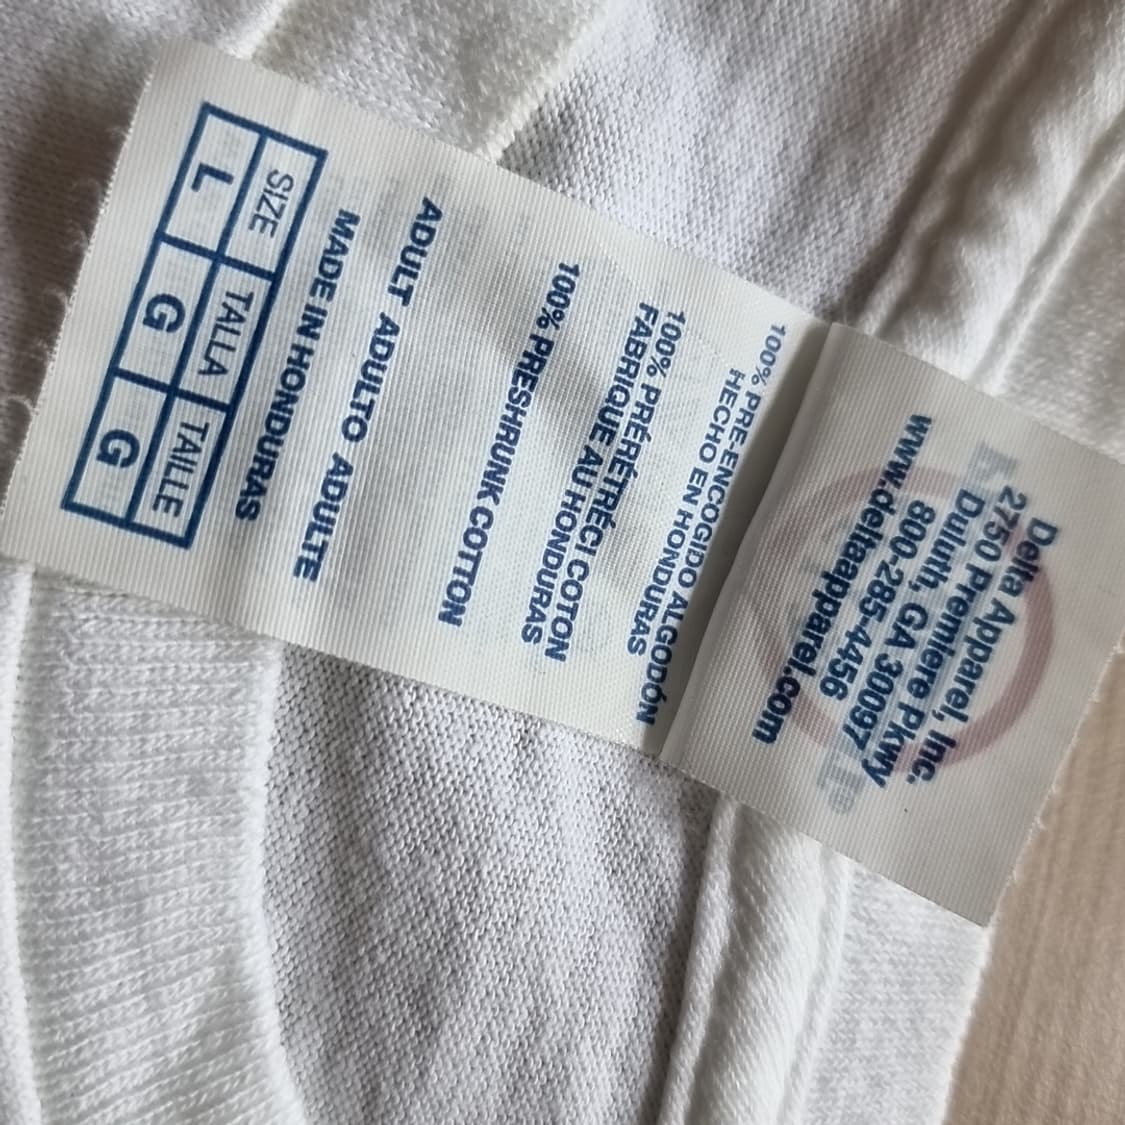 Delta Apparel, Inc.
2750 Premiere Pkwy
Duluth, GA 30097
800-285-4456
www.deltaapparel.com
100% PRE-ENCOGIDO ALGODÓN
HECHO EN HONDURAS
100% PRÉRÉTRÉCI COTON
FABRIQUE AU HONDURAS
100% PRESHRUNK COTTON
ADULT ADULTO ADULTE
MADE IN HONDURAS
SIZE TALLA TAILLE
L G G